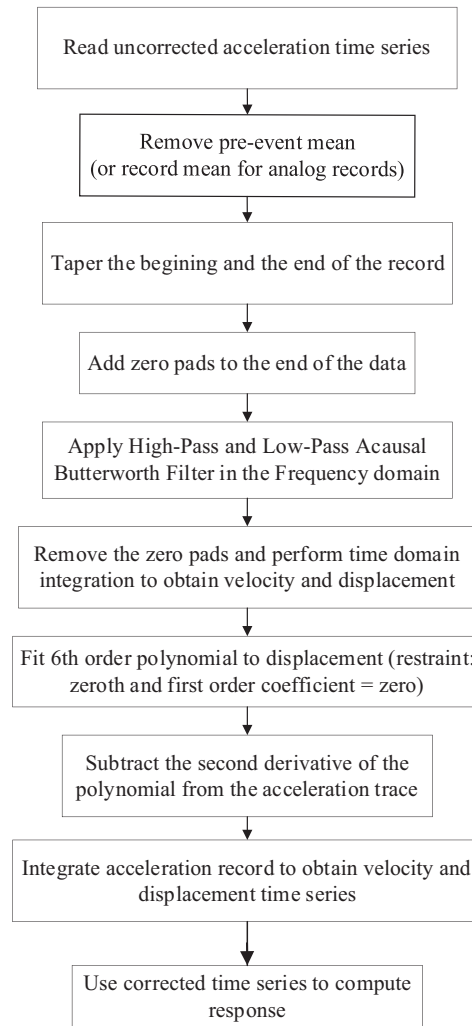 Read uncorrected acceleration time series
Remove pre-event mean
(or record mean for analog records)
Taper the begining and the end of the record
Add zero pads to the end of the data
Apply High-Pass and Low-Pass Acausal
Butterworth Filter in the Frequency domain
Remove the zero pads and perform time domain
integration to obtain velocity and displacement
Fit 6th order polynomial to displacement (restraint:
zeroth and first order coefficient = zero)
Subtract the second derivative of the
polynomial from the acceleration trace
Integrate acceleration record to obtain velocity and
displacement time series
Use corrected time series to compute
response